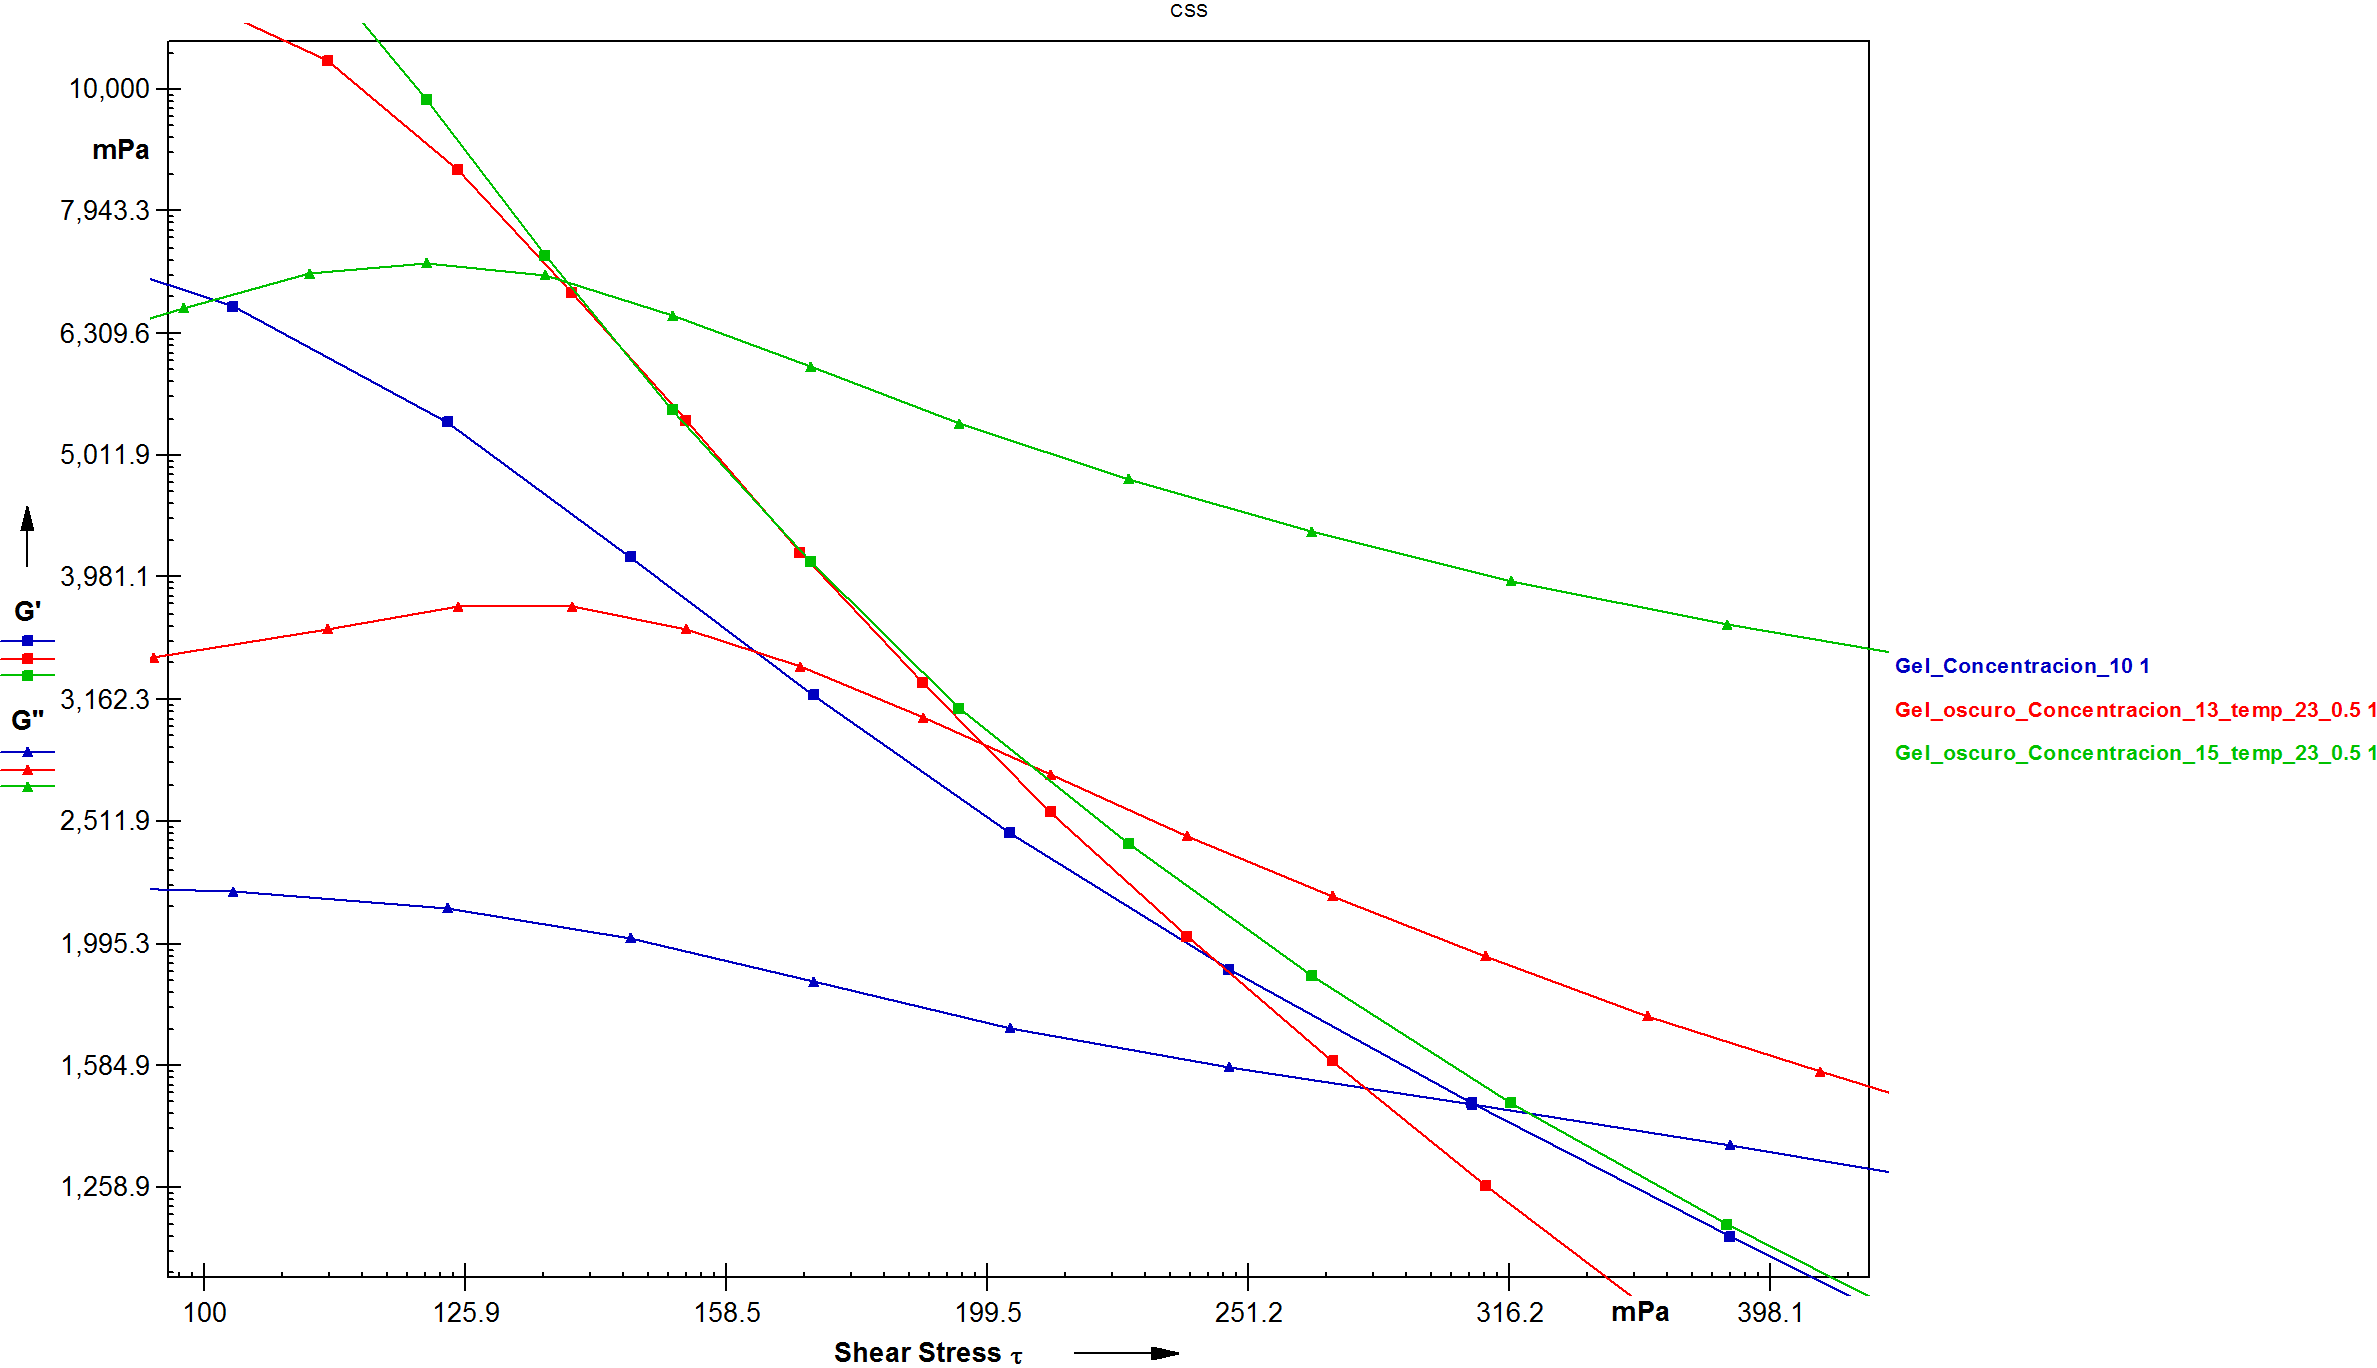 CSS
10,000
mPa
7,943.3
6,309.6
5,011.9
3,981.1
G'
3,162.3
G"
2,511.9
1,995.3
1,584.9
1,258.9
Gel_Concentracion_10 1
Gel_oscuro_Concentracion_13_temp_23_0.5 1
Gel_oscuro_Concentracion_15_temp_23_0.5 1
100 125.9 158.5 199.5 251.2 316.2 mPa 398.1
Shear Stress τ